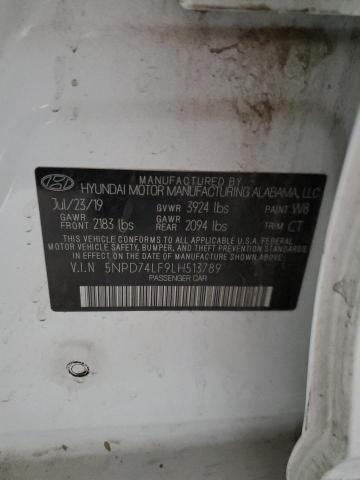 MANUFACTURED BY
HYUNDAI MOTOR MANUFACTURING ALABAMA, LLC
Jul/23/19 GVWR 3924 lbs PAINT W8
GAWR FRONT 2183 lbs GAWR REAR 2094 lbs TRIM CT
THIS VEHICLE CONFORMS TO ALL APPLICABLE U.S. FEDERAL
MOTOR VEHICLE SAFETY, BUMPER, AND THEFT PREVENTION
STANDARDS IN EFFECT ON THE DATE OF MANUFACTURE SHOWN ABOVE.
V.I.N 5NPD74LF9LH513789
PASSENGER CAR